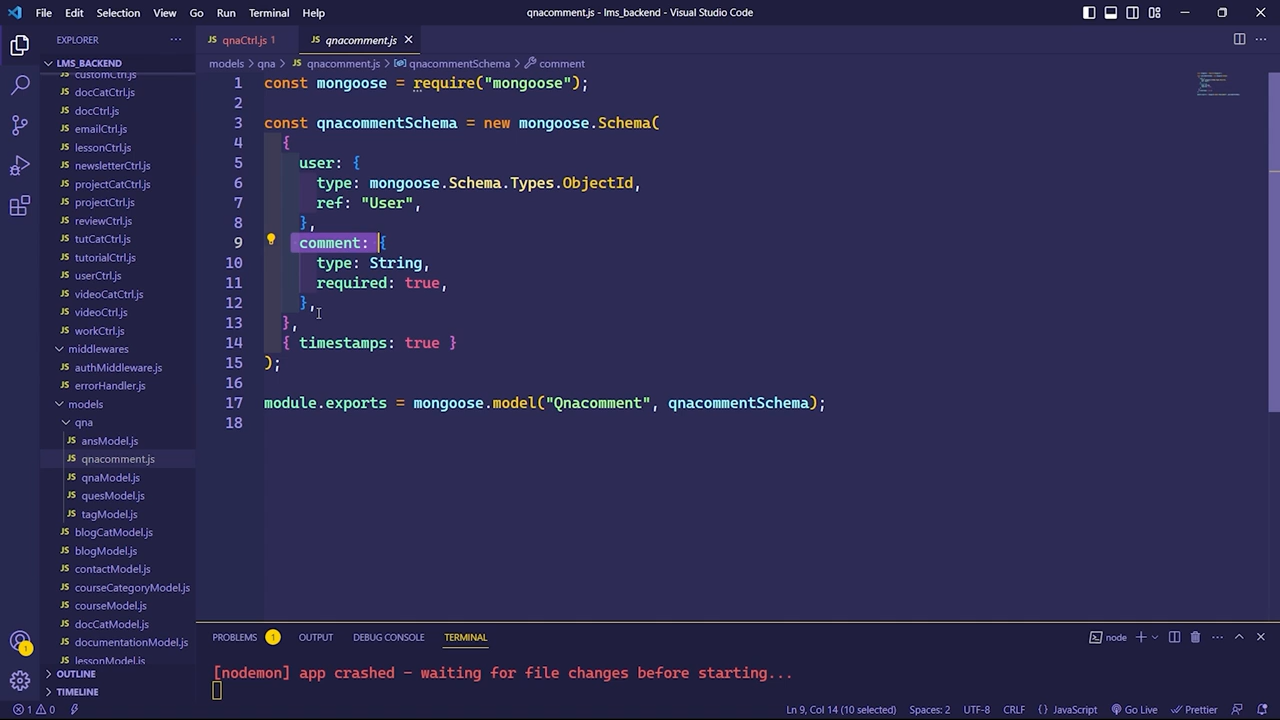 File Edit Selection View Go Run Terminal Help
qnacomment.js - lms_backend - Visual Studio Code
EXPLORER
LMS_BACKEND
customCtrl.js
docCatCtrl.js
docCtrl.js
emailCtrl.js
lessonCtrl.js
newsletterCtrl.js
projectCatCtrl.js
projectCtrl.js
reviewCtrl.js
tutCatCtrl.js
tutorialCtrl.js
userCtrl.js
videoCatCtrl.js
videoCtrl.js
workCtrl.js
middlewares
authMiddleware.js
errorHandler.js
models
qna
ansModel.js
qnacomment.js
qnaModel.js
quesModel.js
tagModel.js
blogCatModel.js
blogModel.js
contactModel.js
courseCategoryModel.js
courseModel.js
docCatModel.js
documentationModel.js
lessonModel.js
OUTLINE
TIMELINE
qnaCtrl.js 1 qnacomment.js
models > qna > JS qnacomment.js > qnacommentSchema > comment
1 const mongoose = require("mongoose");
2
3 const qnacommentSchema = new mongoose.Schema(
4 {
5 user: {
6 type: mongoose.Schema.Types.ObjectId,
7 ref: "User",
8 },
9 comment: {
10 type: String,
11 required: true,
12 },
13 },
14 { timestamps: true }
15 );
16
17 module.exports = mongoose.model("Qnacomment", qnacommentSchema);
18
PROBLEMS 1 OUTPUT DEBUG CONSOLE TERMINAL node
[nodemon] app crashed - waiting for file changes before starting...
1 0 Ln 9, Col 14 (10 selected) Spaces: 2 UTF-8 CRLF {} JavaScript Go Live Prettier